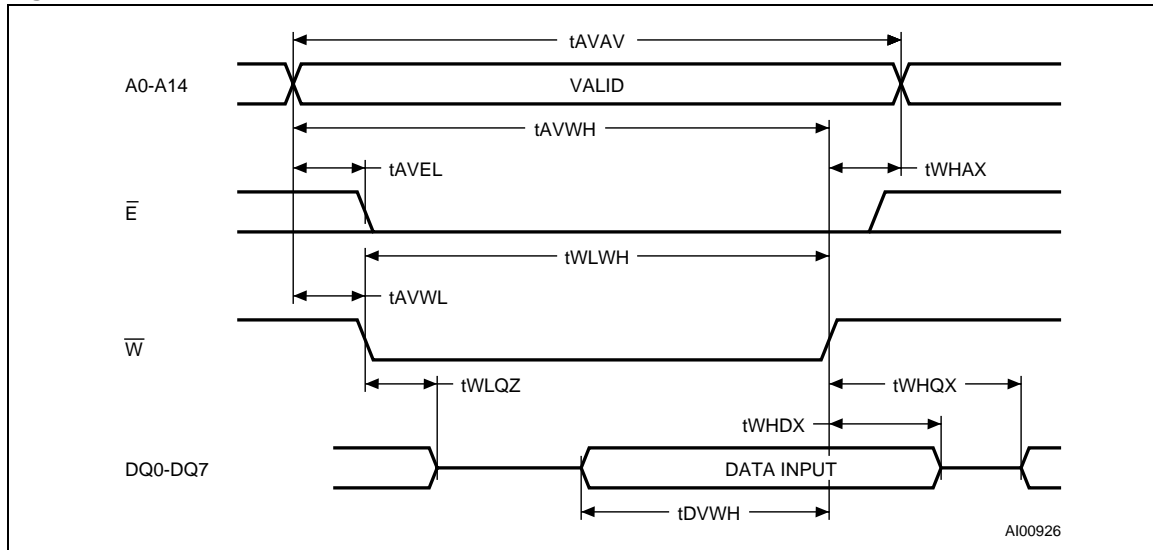 tAVAV
A0-A14
VALID
tAVWH
tAVEL
tWHAX
E̅
tWLWH
tAVWL
W̅
tWLQZ
tWHQX
tWHDX
DQ0-DQ7
DATA INPUT
tDVWH
AI00926